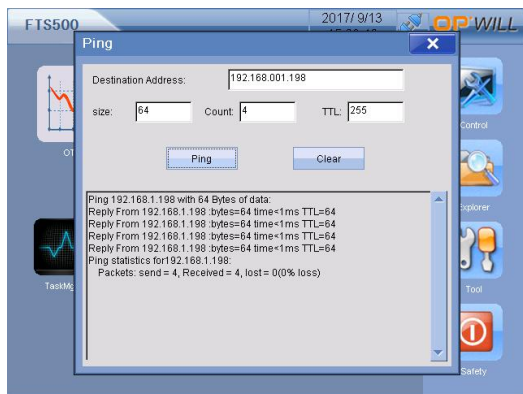 FTS500
2017/ 9/13
OPWILL
Ping
X
Destination Address: 192.168.001.198
size: 64 Count: 4 TTL: 255
Ping Clear
Ping 192.168.1.198 with 64 Bytes of data:
Reply From 192.168.1.198 :bytes=64 time<1ms TTL=64
Reply From 192.168.1.198 :bytes=64 time<1ms TTL=64
Reply From 192.168.1.198 :bytes=64 time<1ms TTL=64
Reply From 192.168.1.198 :bytes=64 time<1ms TTL=64
Ping statistics for192.168.1.198:
Packets: send = 4, Received = 4, lost = 0(0% loss)
Control
Explorer
Tool
Safety
OT
TaskMg